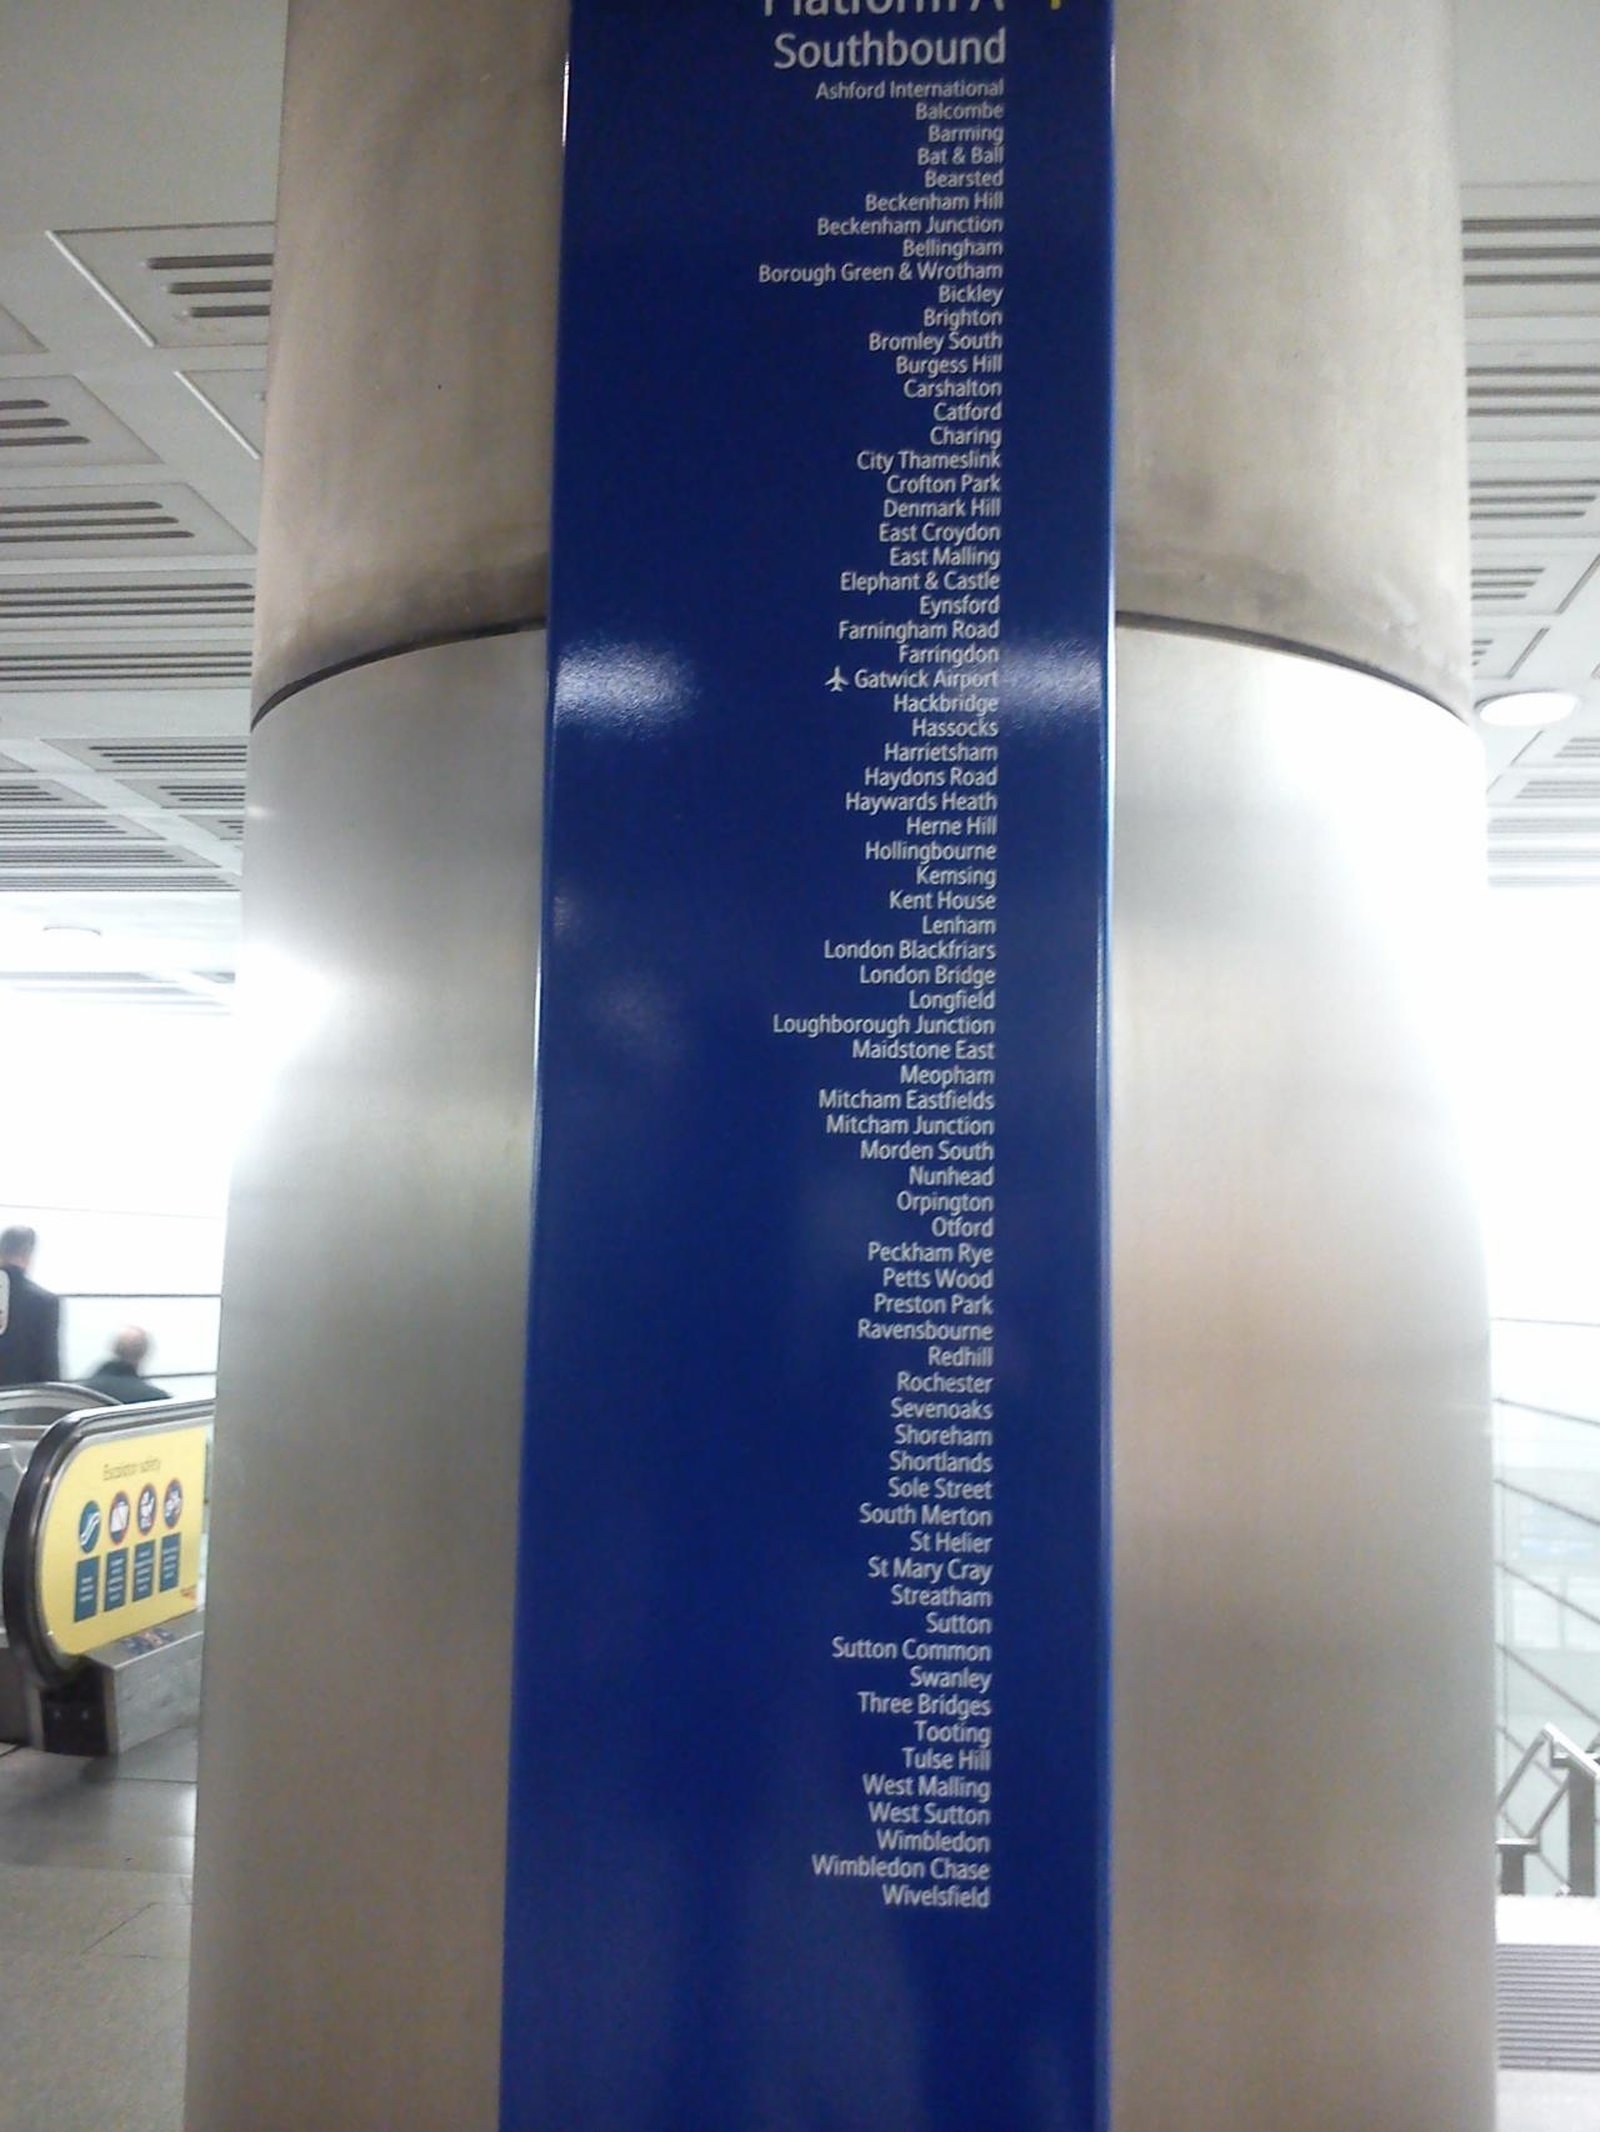 Platform A
Southbound
Ashford International
Balcombe
Barming
Bat & Ball
Bearsted
Beckenham Hill
Beckenham Junction
Bellingham
Borough Green & Wrotham
Bickley
Brighton
Bromley South
Burgess Hill
Carshalton
Catford
Charing
City Thameslink
Crofton Park
Denmark Hill
East Croydon
East Malling
Elephant & Castle
Eynsford
Farningham Road
Farringdon
Gatwick Airport
Hackbridge
Hassocks
Harrietsham
Haydons Road
Haywards Heath
Herne Hill
Hollingbourne
Kemsing
Kent House
Lenham
London Blackfriars
London Bridge
Longfield
Loughborough Junction
Maidstone East
Meopham
Mitcham Eastfields
Mitcham Junction
Morden South
Nunhead
Orpington
Otford
Peckham Rye
Petts Wood
Preston Park
Ravensbourne
Redhill
Rochester
Sevenoaks
Shoreham
Shortlands
Sole Street
South Merton
St Helier
St Mary Cray
Streatham
Sutton
Sutton Common
Swanley
Three Bridges
Tooting
Tulse Hill
West Malling
West Sutton
Wimbledon
Wimbledon Chase
Wivelsfield
Escalator safety